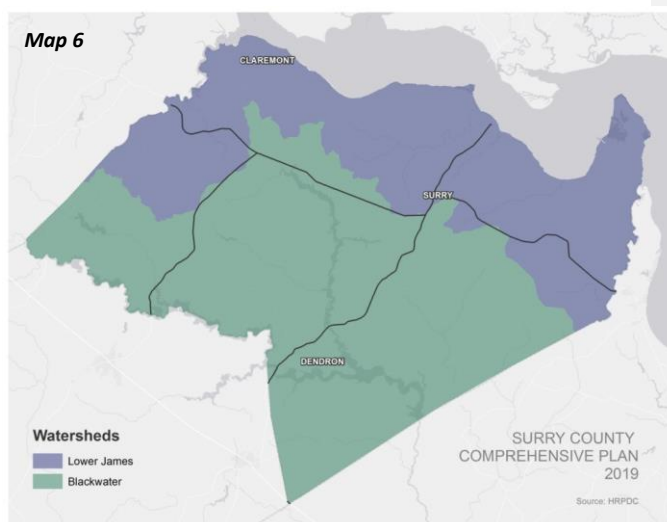 Map 6
CLAREMONT
SURRY
DENDRON
Watersheds
Lower James
Blackwater
SURRY COUNTY
COMPREHENSIVE PLAN
2019
Source: HRPDC